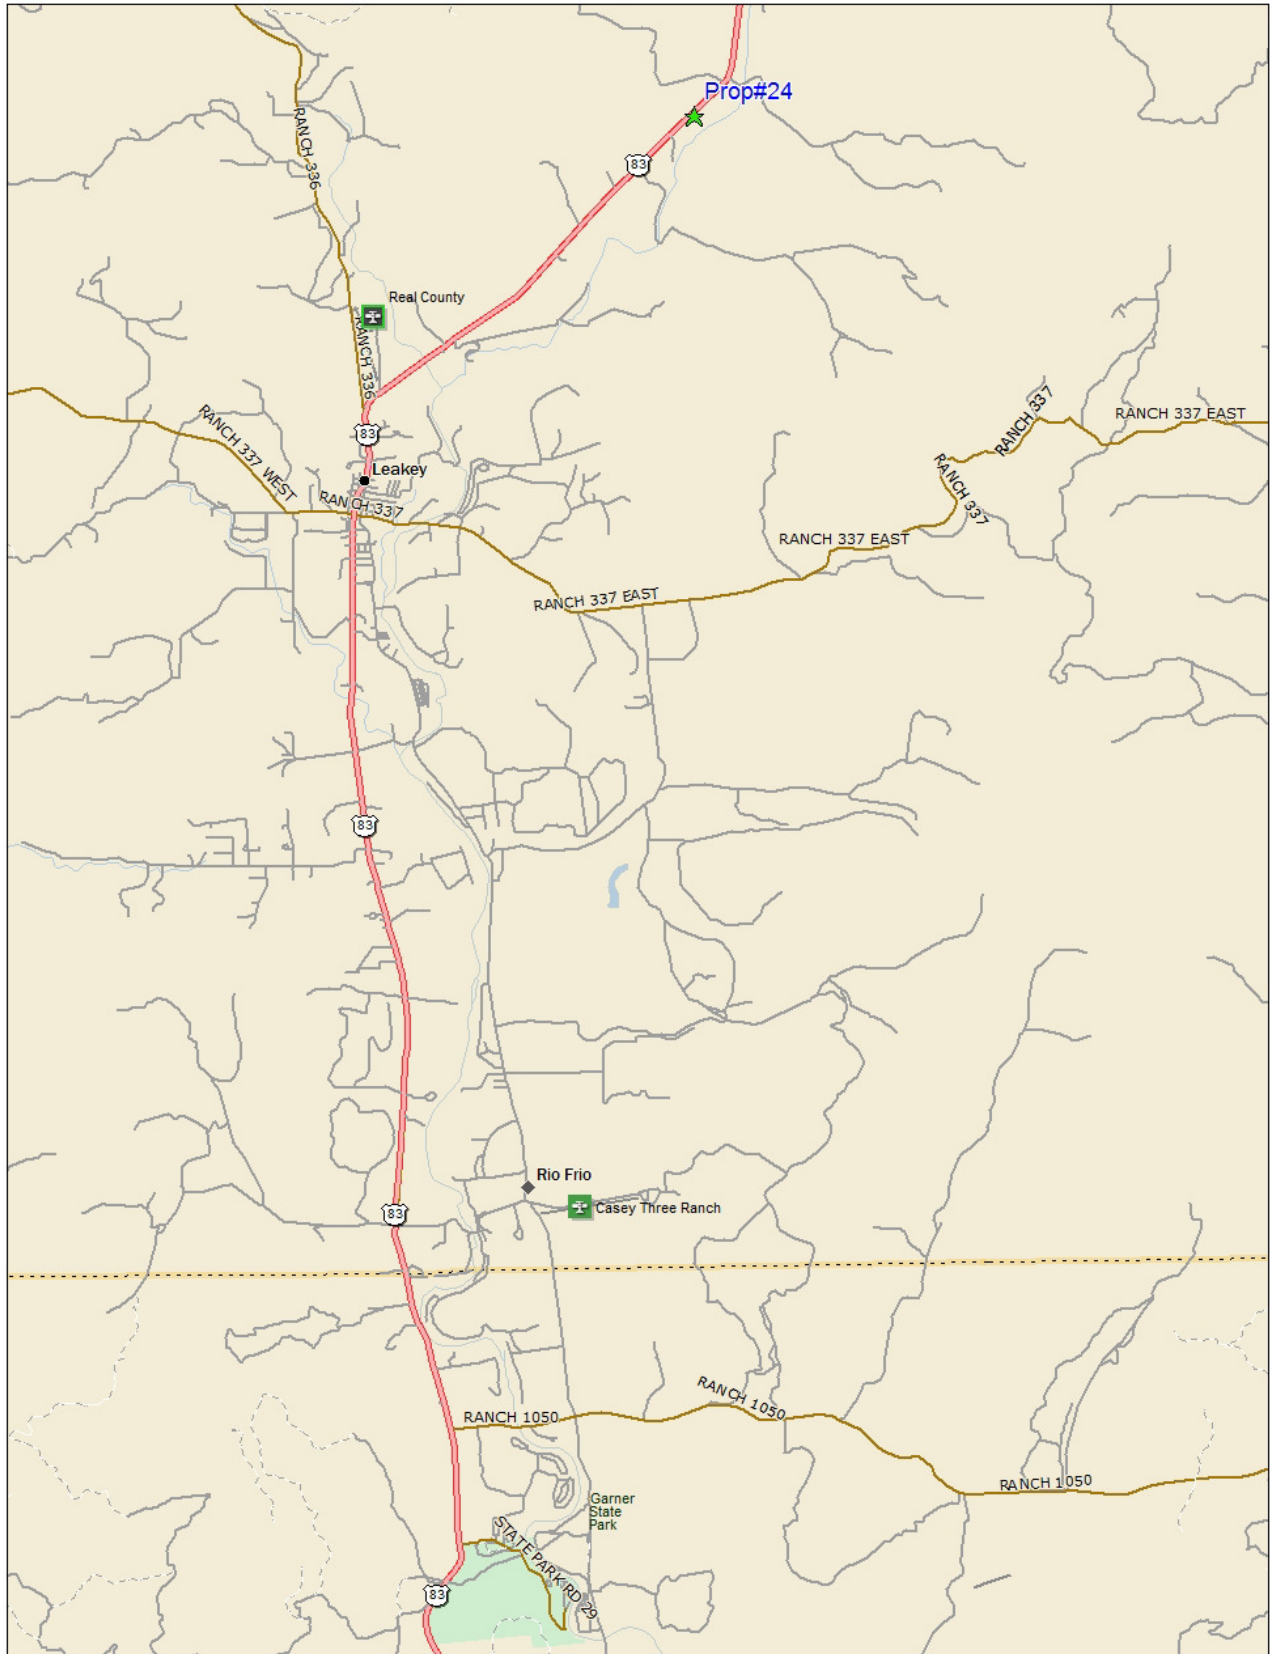 Prop#24
83
RANCH 336
Real County
RANCH 336
RANCH 337
RANCH 337 EAST
RANCH 337 WEST
83
Leakey
RANCH 337
RANCH 337
RANCH 337 EAST
RANCH 337 EAST
83
Rio Frio
Casey Three Ranch
83
RANCH 1050
RANCH 1050
RANCH 1050
Garner
State
Park
STATE PARK RD 29
83